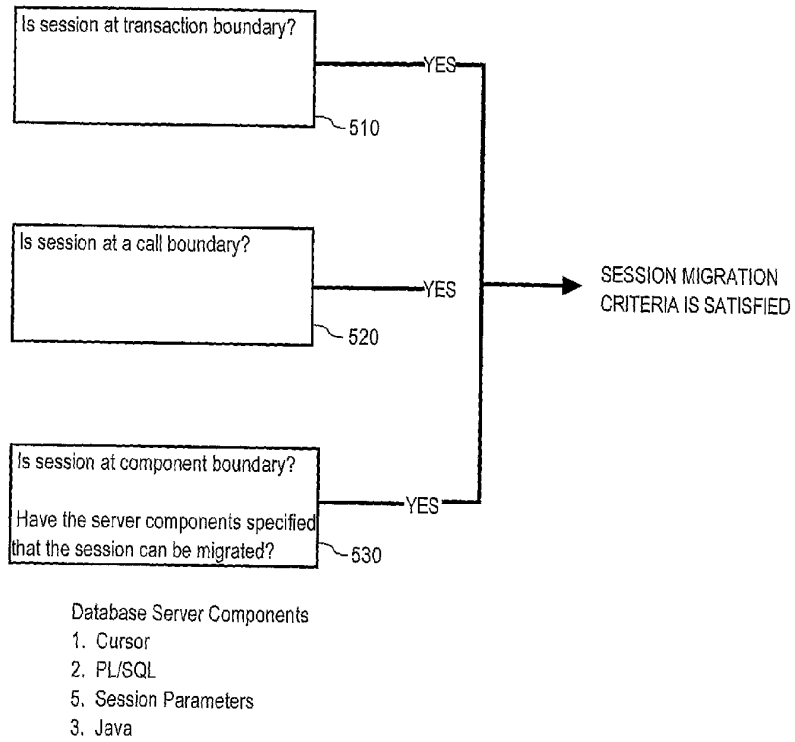 Is session at transaction boundary?
YES
510
Is session at a call boundary?
YES
520
SESSION MIGRATION
CRITERIA IS SATISFIED
Is session at component boundary?
Have the server components specified
that the session can be migrated?
YES
530
Database Server Components
1. Cursor
2. PL/SQL
5. Session Parameters
3. Java